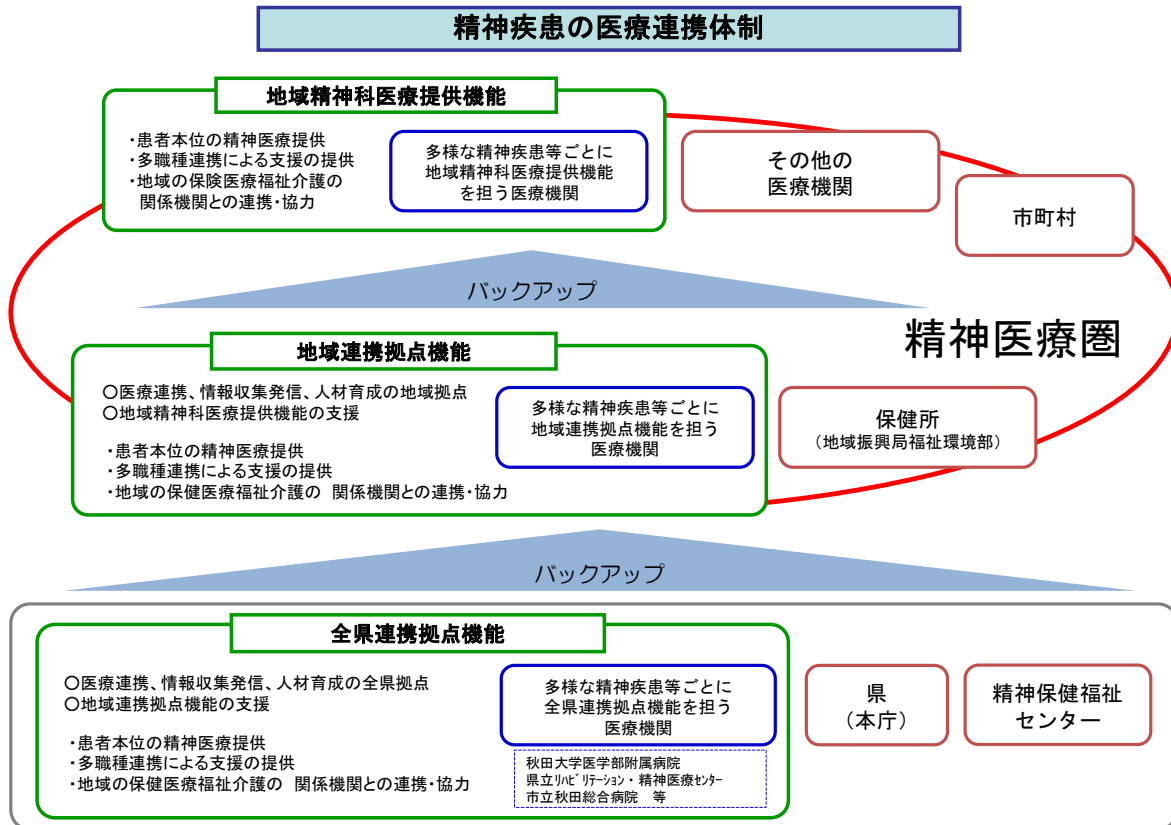 精神疾患の医療連携体制
地域精神科医療提供機能
・患者本位の精神医療提供
・多職種連携による支援の提供
・地域の保険医療福祉介護の
関係機関との連携・協力
多様な精神疾患等ごとに
地域精神科医療提供機能
を担う医療機関
その他の
医療機関
市町村
バックアップ
精神医療圏
地域連携拠点機能
○医療連携、情報収集発信、人材育成の地域拠点
○地域精神科医療提供機能の支援
・患者本位の精神医療提供
・多職種連携による支援の提供
・地域の保健医療福祉介護の 関係機関との連携・協力
多様な精神疾患等ごとに
地域連携拠点機能を担う
医療機関
保健所
（地域振興局福祉環境部）
バックアップ
全県連携拠点機能
○医療連携、情報収集発信、人材育成の全県拠点
○地域連携拠点機能の支援
・患者本位の精神医療提供
・多職種連携による支援の提供
・地域の保健医療福祉介護の 関係機関との連携・協力
多様な精神疾患等ごとに
全県連携拠点機能を担う
医療機関
秋田大学医学部附属病院
県立ﾘﾊﾋﾞﾘテーション・精神医療ｾﾝﾀｰ
市立秋田総合病院 等
県
（本庁）
精神保健福祉
センター